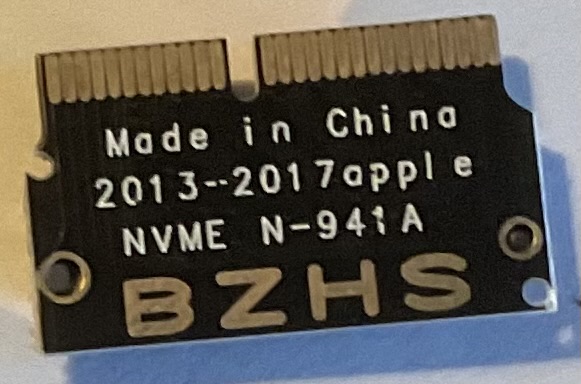 Made in China
2013--2017apple
NVME N-941A
BZHS